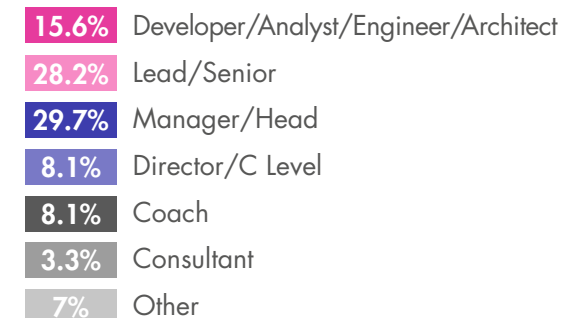 15.6% Developer/Analyst/Engineer/Architect
28.2% Lead/Senior
29.7% Manager/Head
8.1% Director/C Level
8.1% Coach
3.3% Consultant
7% Other